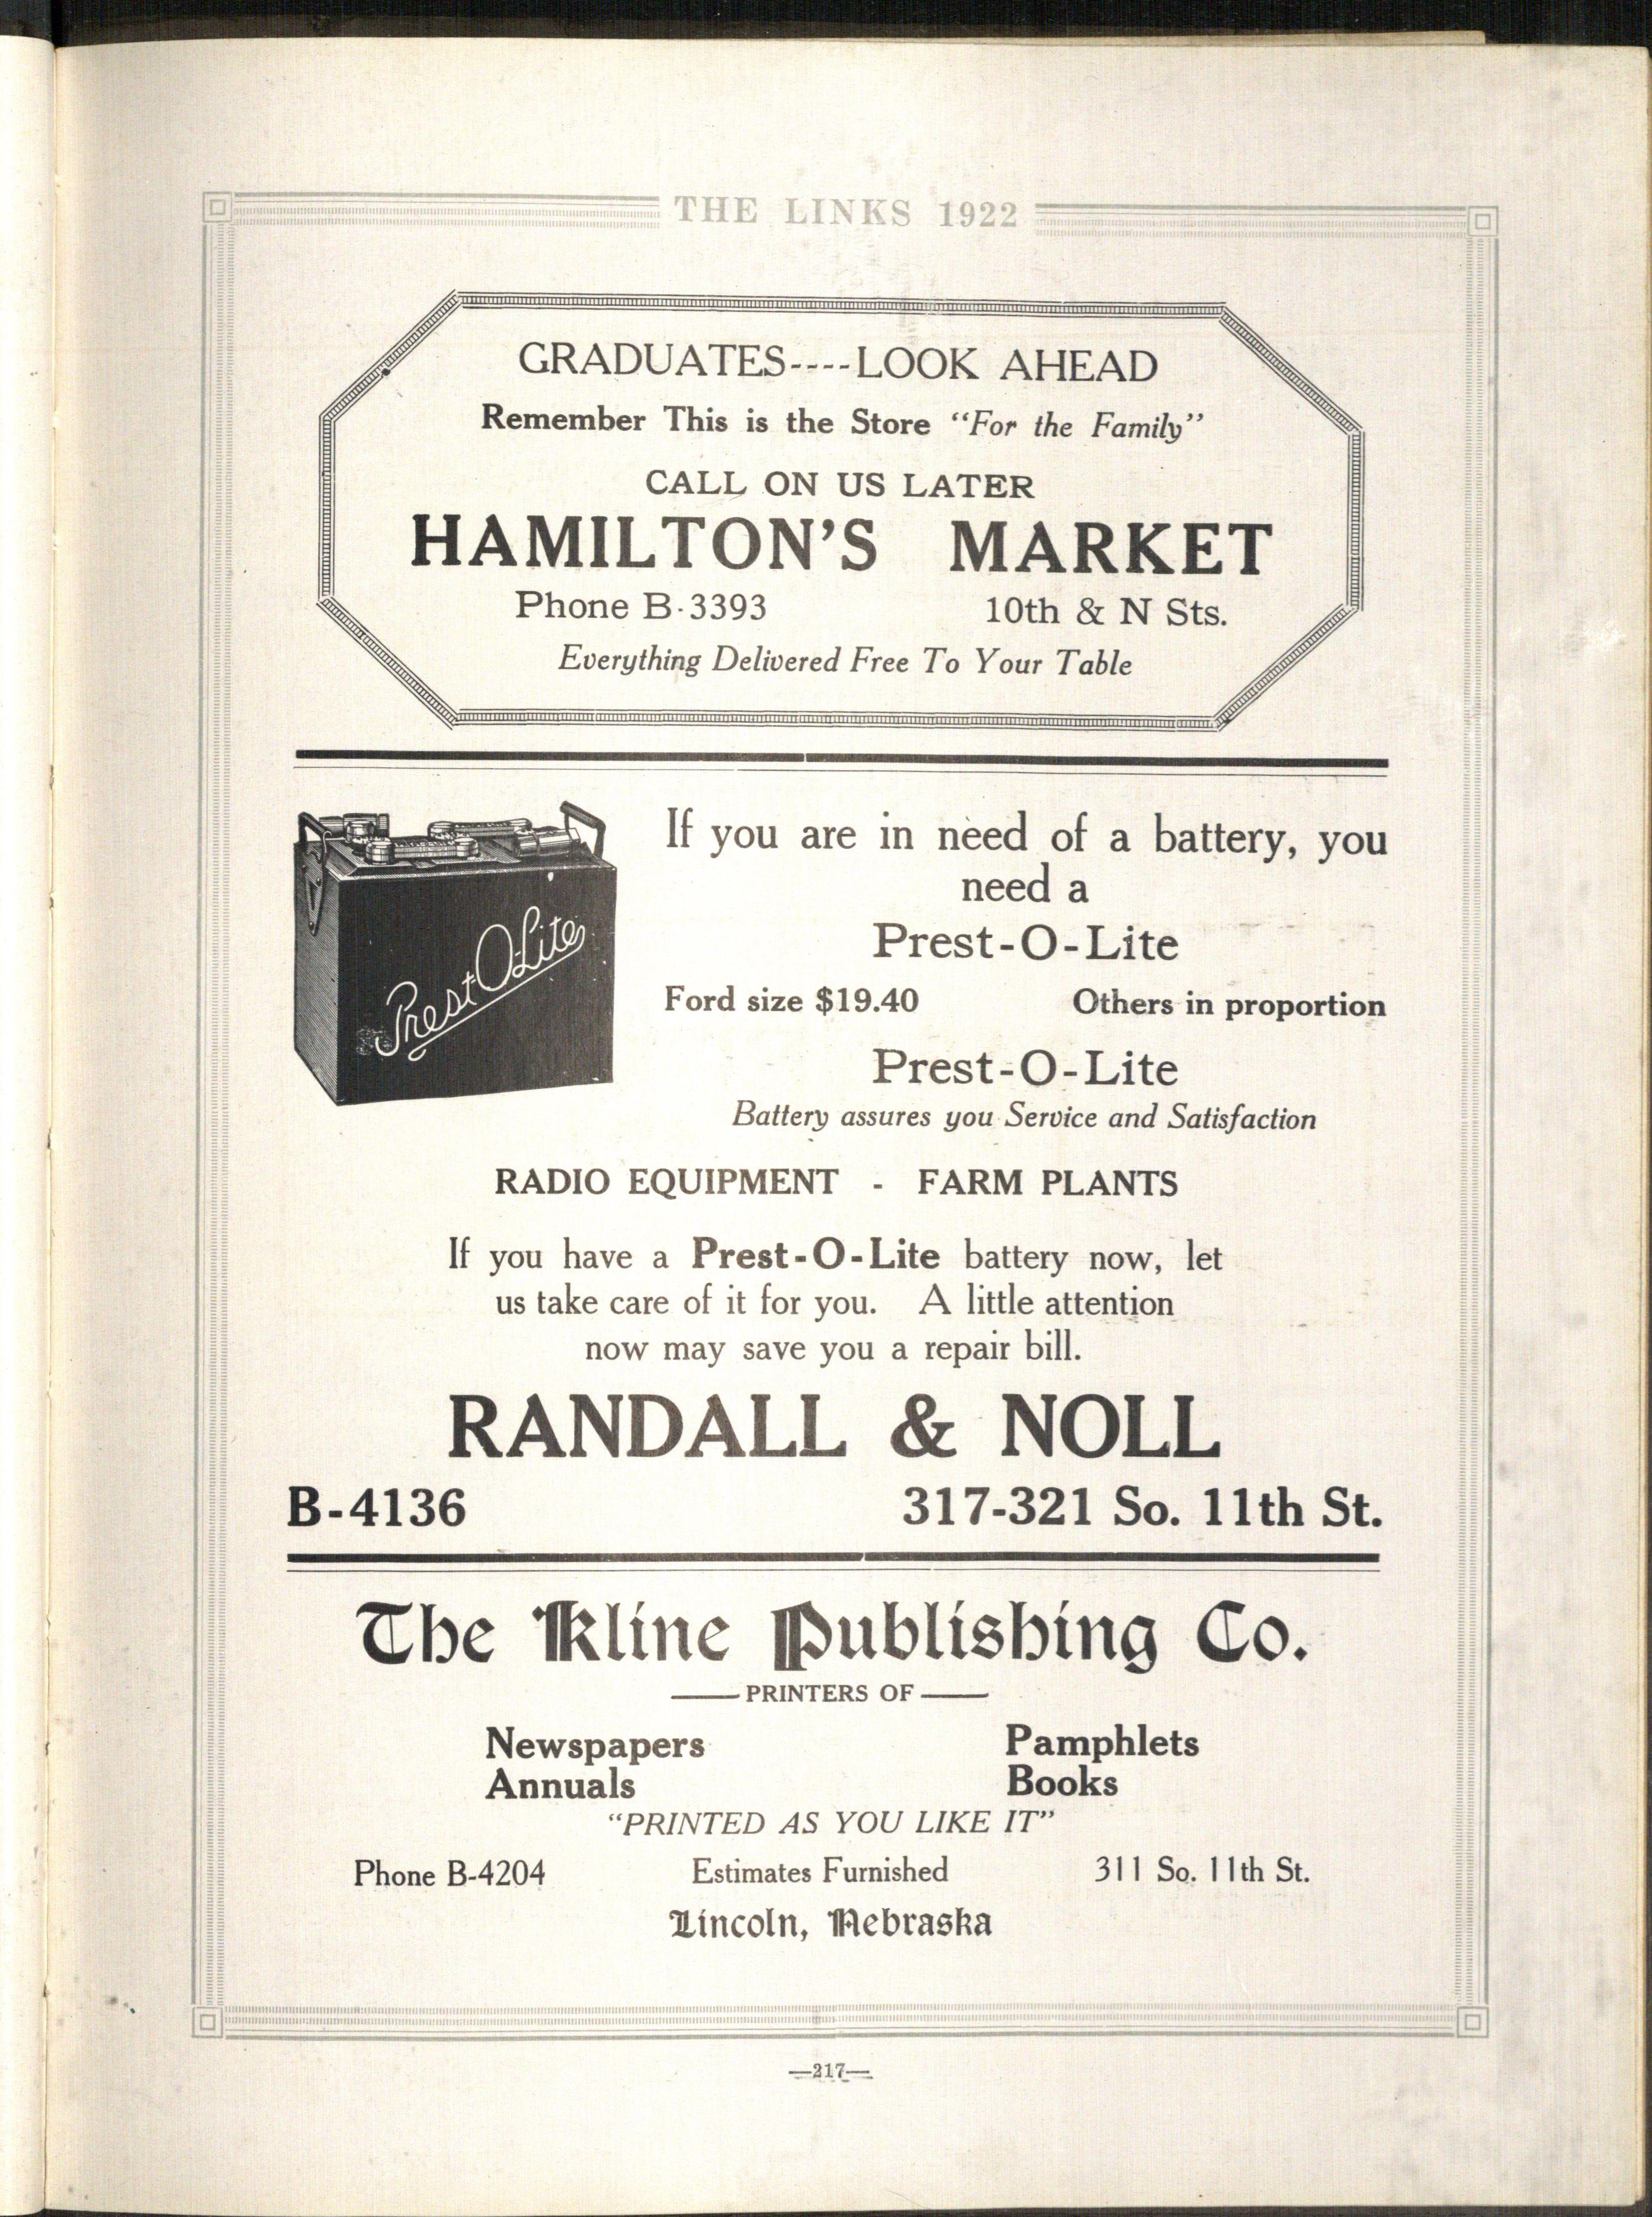 THE LINKS 1922
GRADUATES----LOOK AHEAD
Remember This is the Store "For the Family"
CALL ON US LATER
HAMILTON'S MARKET
Phone B-3393 10th & N Sts.
Everything Delivered Free To Your Table
Prest-O-Lite
If you are in need of a battery, you
need a
Prest-O-Lite
Ford size $19.40 Others in proportion
Prest-O-Lite
Battery assures you Service and Satisfaction
RADIO EQUIPMENT - FARM PLANTS
If you have a Prest-O-Lite battery now, let
us take care of it for you. A little attention
now may save you a repair bill.
RANDALL & NOLL
B-4136 317-321 So. 11th St.
The Kline Publishing Co.
PRINTERS OF
Newspapers Pamphlets
Annuals Books
"PRINTED AS YOU LIKE IT"
Phone B-4204 Estimates Furnished 311 So. 11th St.
Lincoln, Nebraska
—217—